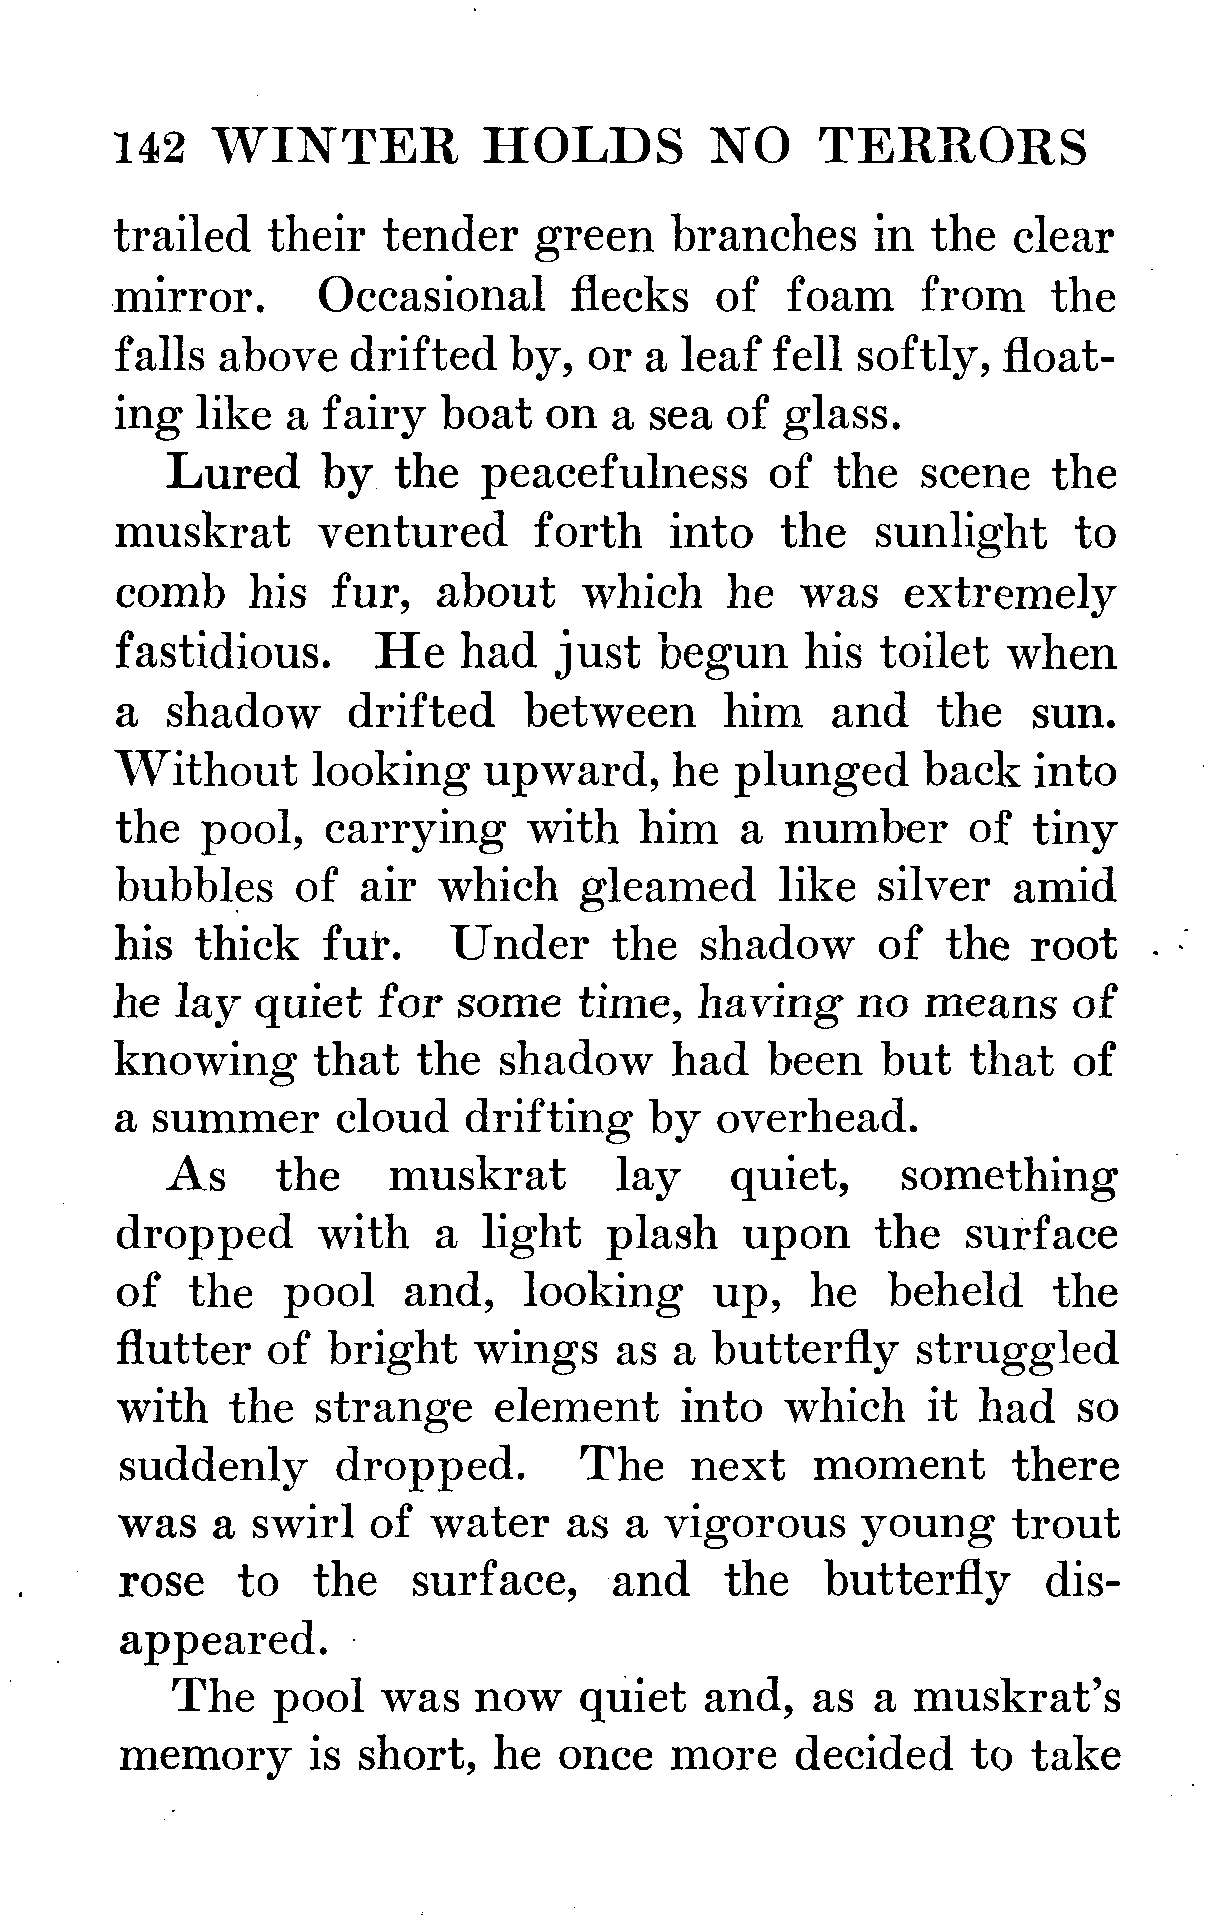 142 WINTER HOLDS NO TERRORS
trailed their tender green branches in the clear
mirror. Occasional flecks of foam from the
falls above drifted by, or a leaf fell softly, float-
ing like a fairy boat on a sea of glass.
Lured by the peacefulness of the scene the
muskrat ventured forth into the sunlight to
comb his fur, about which he was extremely
fastidious. He had just begun his toilet when
a shadow drifted between him and the sun.
Without looking upward, he plunged back into
the pool, carrying with him a number of tiny
bubbles of air which gleamed like silver amid
his thick fur. Under the shadow of the root
he lay quiet for some time, having no means of
knowing that the shadow had been but that of
a summer cloud drifting by overhead.
As the muskrat lay quiet, something
dropped with a light plash upon the surface
of the pool and, looking up, he beheld the
flutter of bright wings as a butterfly struggled
with the strange element into which it had so
suddenly dropped. The next moment there
was a swirl of water as a vigorous young trout
rose to the surface, and the butterfly dis-
appeared.
The pool was now quiet and, as a muskrat's
memory is short, he once more decided to take